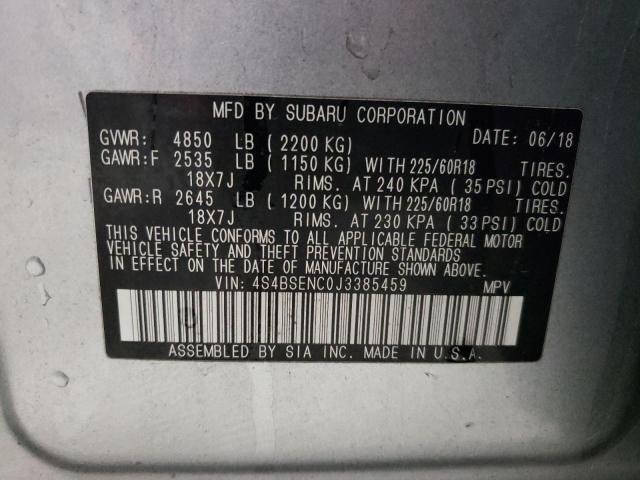 MFD BY SUBARU CORPORATION
GVWR: 4850 LB (2200 KG) DATE: 06/18
GAWR:F 2535 LB (1150 KG) WITH 225/60R18 TIRES.
18X7J RIMS. AT 240 KPA (35 PSI) COLD
GAWR:R 2645 LB (1200 KG) WITH 225/60R18 TIRES.
18X7J RIMS. AT 230 KPA (33 PSI) COLD
THIS VEHICLE CONFORMS TO ALL APPLICABLE FEDERAL MOTOR
VEHICLE SAFETY AND THEFT PREVENTION STANDARDS
IN EFFECT ON THE DATE OF MANUFACTURE SHOWN ABOVE.
VIN: 4S4BSENC0J3385459 MPV
ASSEMBLED BY SIA INC. MADE IN U.S.A.